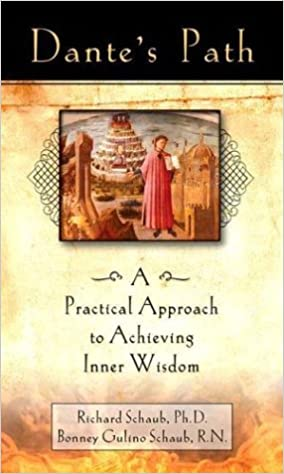 Dante's Path
A
Practical Approach
to Achieving
Inner Wisdom
Richard Schaub, Ph.D.
Bonney Gulino Schaub, R.N.